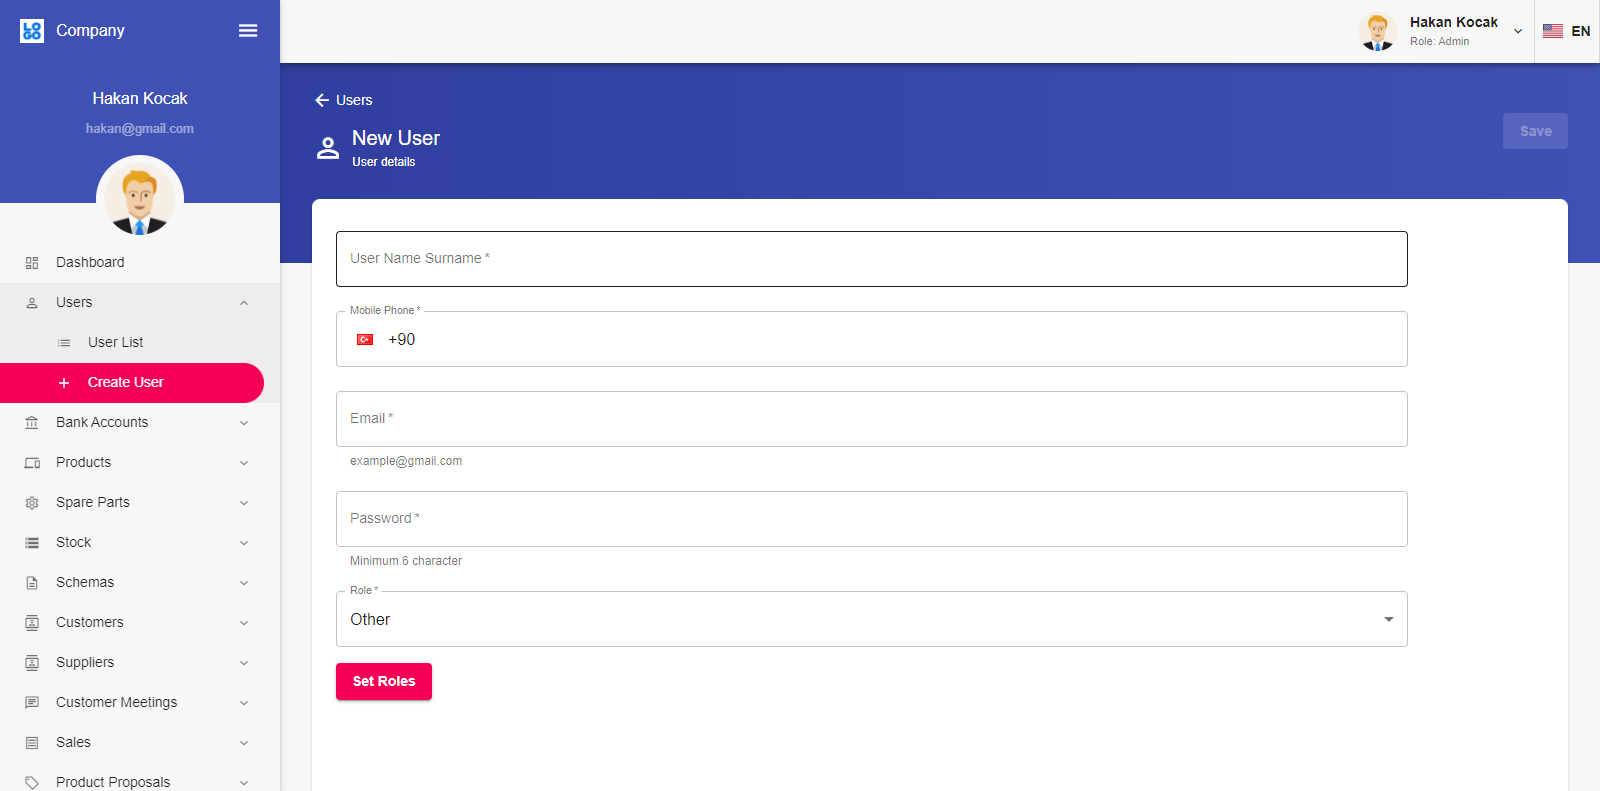 LOGO
Company
Hakan Kocak
Role: Admin
EN
Hakan Kocak
hakan@gmail.com
Dashboard
Users
User List
Create User
Bank Accounts
Products
Spare Parts
Stock
Schemas
Customers
Suppliers
Customer Meetings
Sales
Product Proposals
Users
New User
User details
Save
User Name Surname *
Mobile Phone *
+90
Email *
example@gmail.com
Password *
Minimum 6 character
Role *
Other
Set Roles